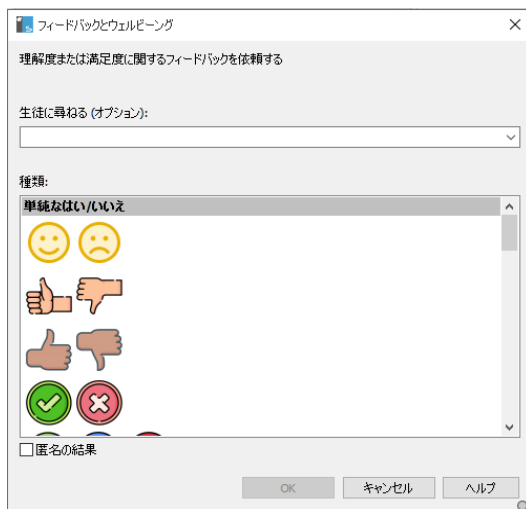 フィードバックとウェルビーング
理解度または満足度に関するフィードバックを依頼する
生徒に尋ねる (オプション):
種類:
単純なはい/いいえ
匿名の結果
OK
キャンセル
ヘルプ